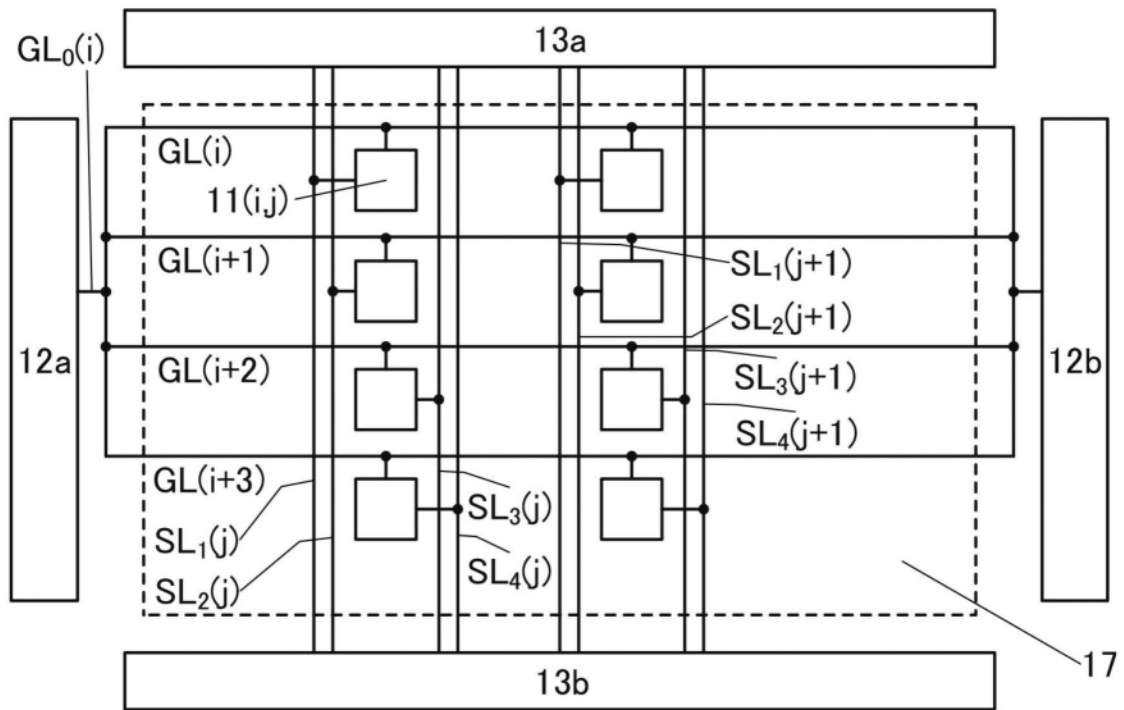 13a
GL₀(i)
GL(i)
11(i,j)
GL(i+1)
SL₁(j+1)
SL₂(j+1)
12a
GL(i+2)
SL₃(j+1)
12b
SL₄(j+1)
GL(i+3)
SL₃(j)
SL₁(j)
SL₄(j)
SL₂(j)
17
13b